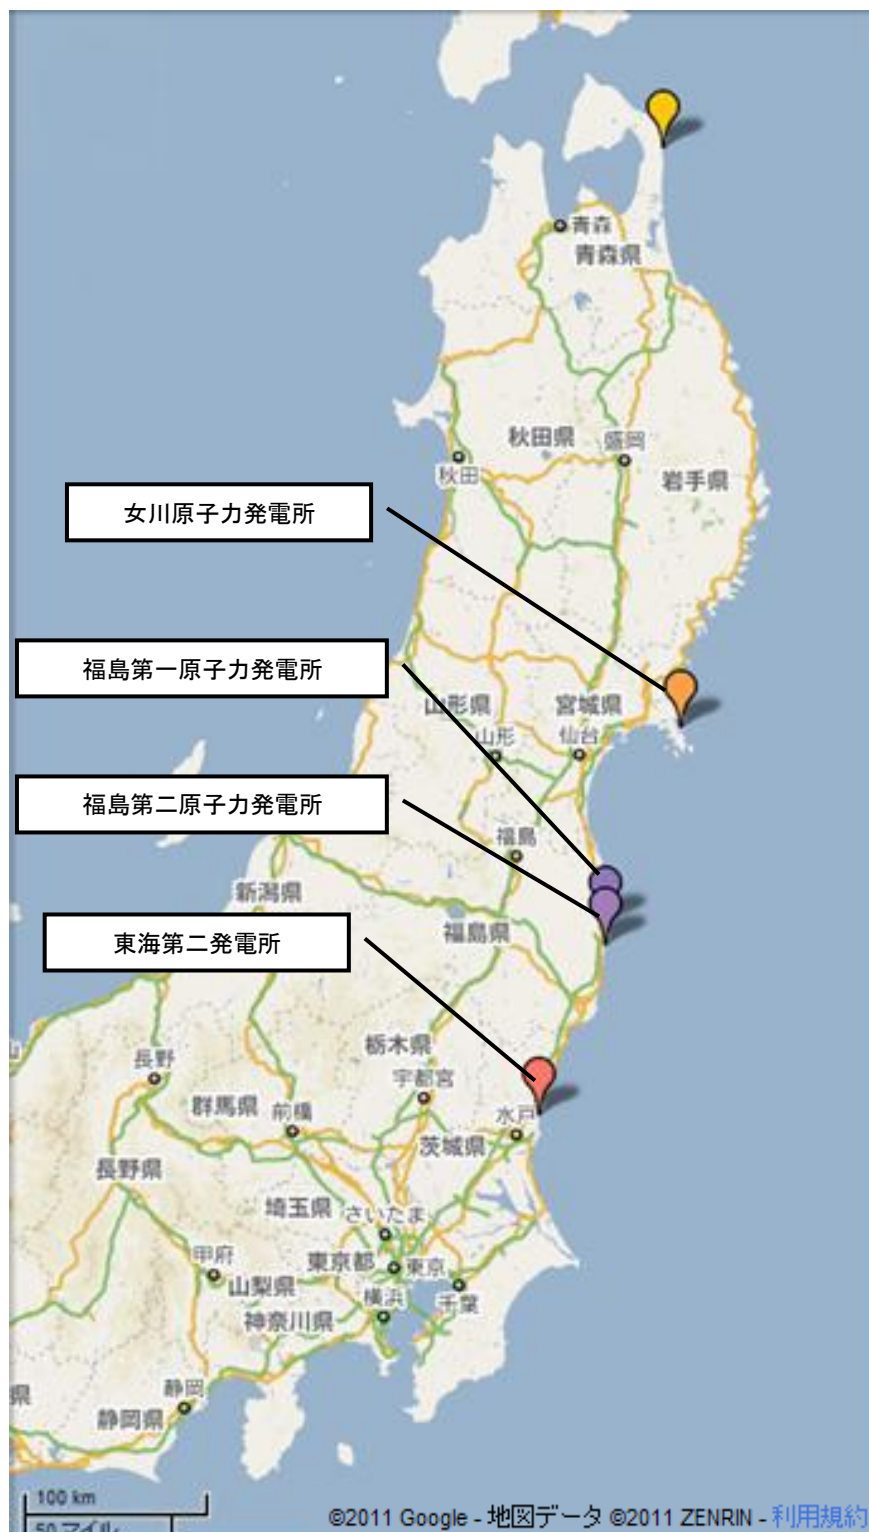 青森
青森県
秋田県
盛岡
秋田
岩手県
女川原子力発電所
福島第一原子力発電所
山形県
宮城県
山形
仙台
福島第二原子力発電所
福島
新潟県
福島県
東海第二発電所
栃木県
長野
宇都宮
群馬県
前橋
水戸
茨城県
長野県
埼玉県
さいたま
東京都
東京
甲府
山梨県
横浜
千葉
神奈川県
静岡
県
静岡県
100 km
50 マイル
©2011 Google - 地図データ ©2011 ZENRIN - 利用規約